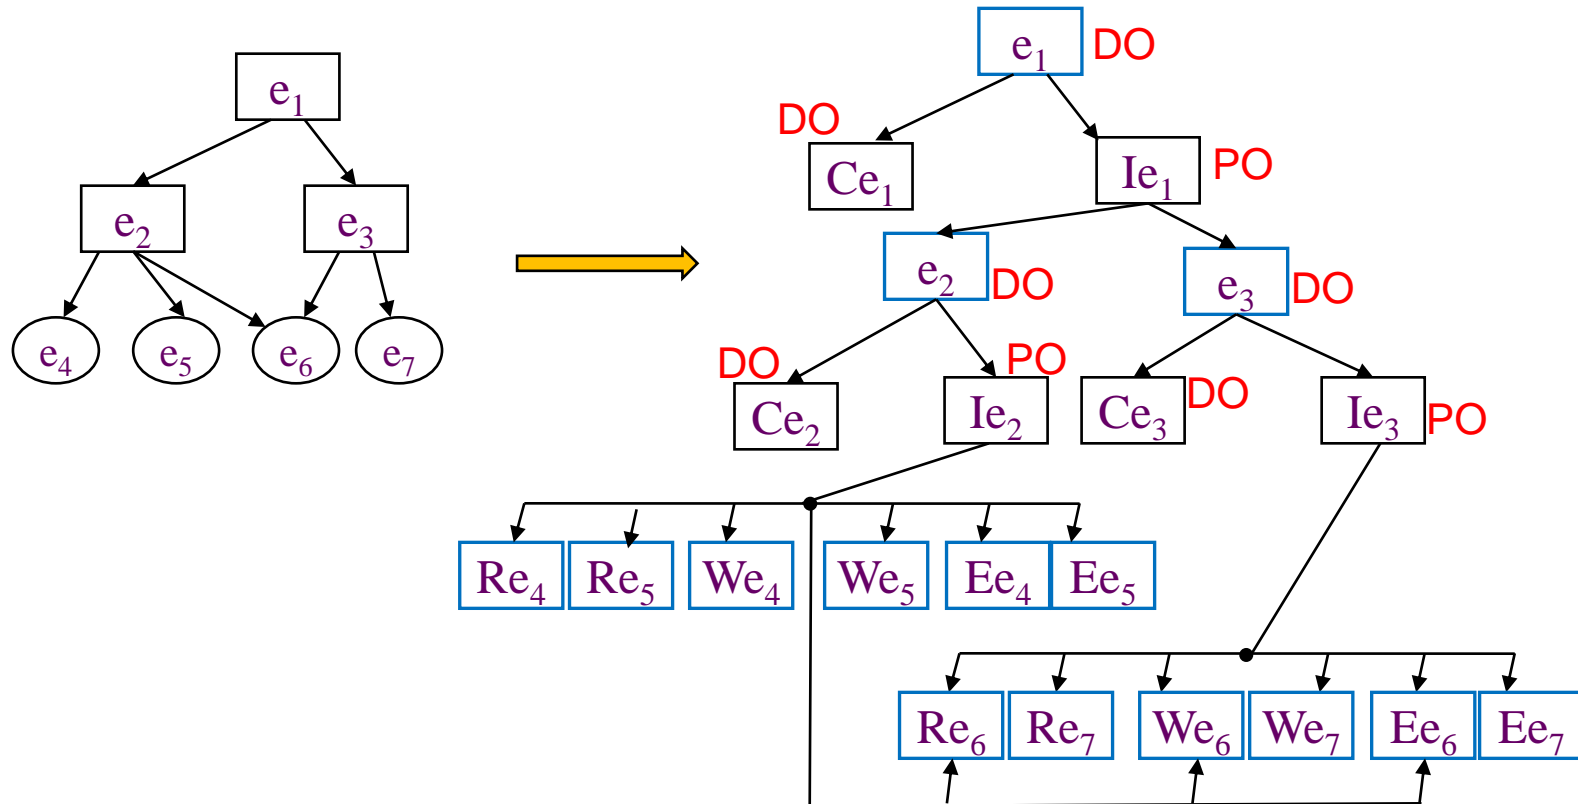 e₁
e₂ e₃
e₄ e₅ e₆ e₇
e₁ DO
DO
Ce₁ Ie₁ PO
e₂ DO e₃ DO
DO PO
Ce₂ Ie₂ Ce₃ DO Ie₃ PO
Re₄ Re₅ We₄ We₅ Ee₄ Ee₅
Re₆ Re₇ We₆ We₇ Ee₆ Ee₇